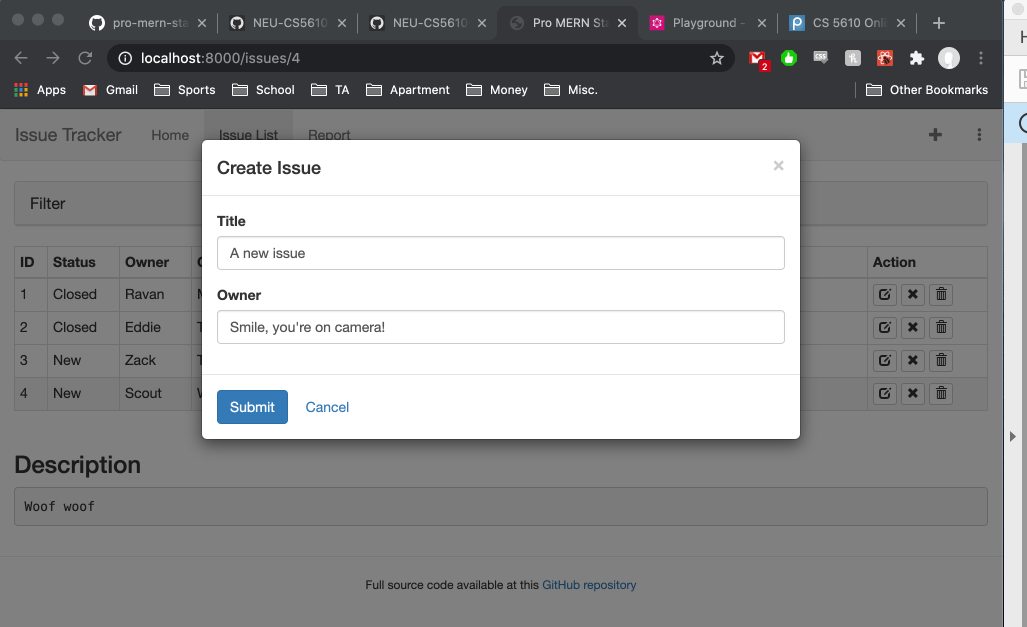 pro-mern-sta
NEU-CS5610
NEU-CS5610
Pro MERN Sta
Playground -
CS 5610 Onli
localhost:8000/issues/4
2
Apps Gmail Sports School TA Apartment Money Misc. Other Bookmarks
Issue Tracker Home Issue List Report
Create Issue
Filter
Title
A new issue
ID Status Owner Action
Owner
1 Closed Ravan
Smile, you're on camera!
2 Closed Eddie
3 New Zack
4 New Scout
Submit Cancel
Description
Woof woof
Full source code available at this GitHub repository